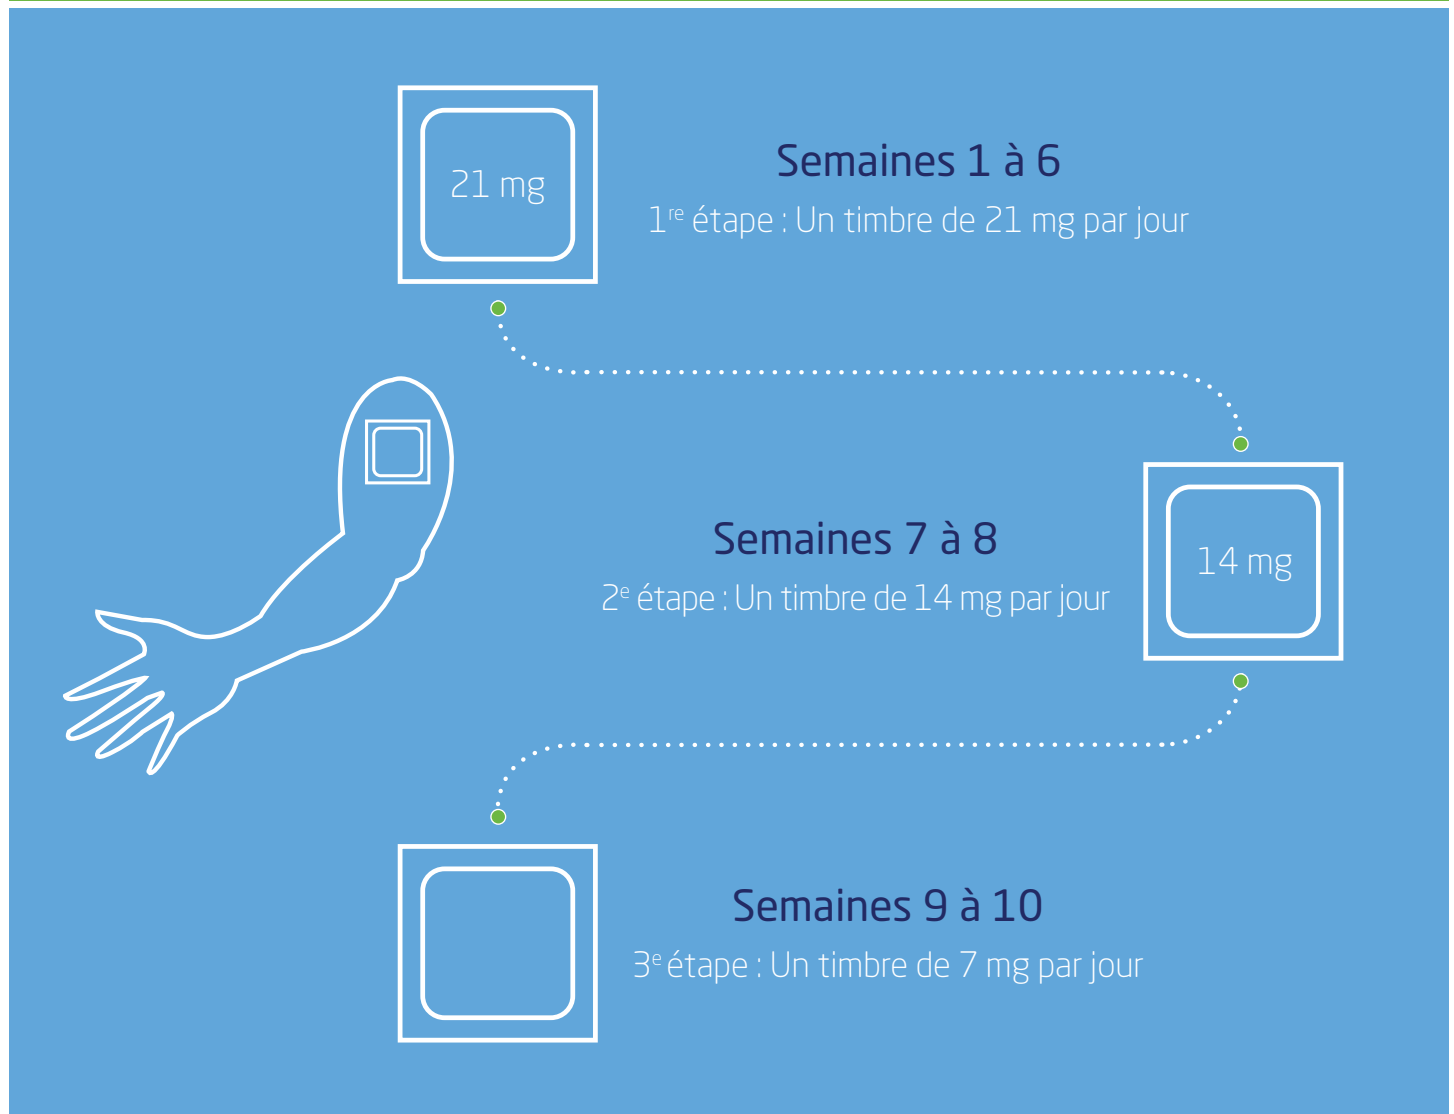 21 mg
Semaines 1 à 6
1re étape : Un timbre de 21 mg par jour
Semaines 7 à 8
2e étape : Un timbre de 14 mg par jour
14 mg
Semaines 9 à 10
3e étape : Un timbre de 7 mg par jour